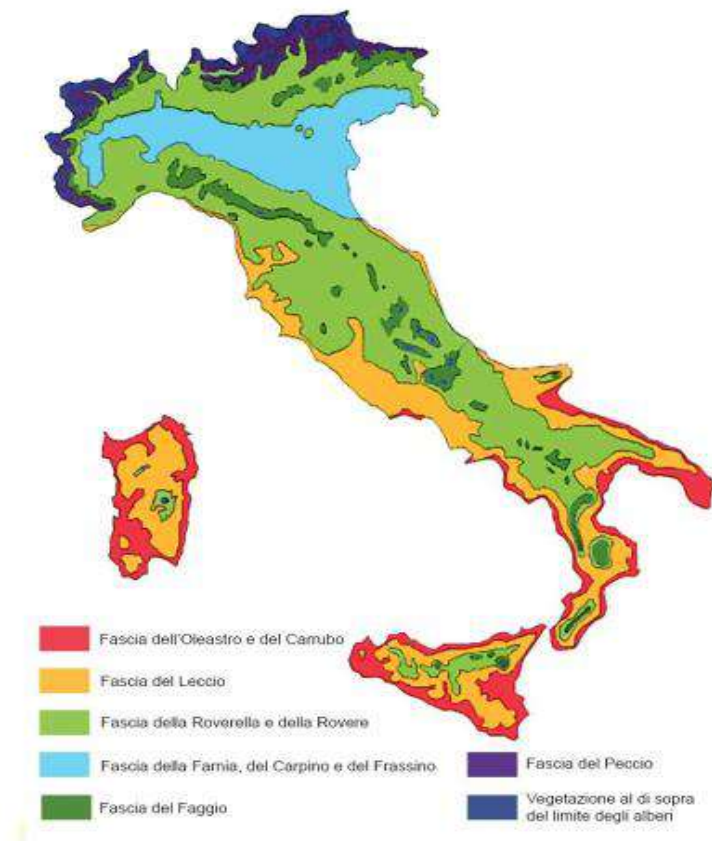 Fascia dell'Oleastro e del Carrubo
Fascia del Leccio
Fascia della Roverella e della Rovere
Fascia della Farnia, del Carpino e del Frassino
Fascia del Faggio
Fascia del Peccio
Vegetazione al di sopra
del limite degli alberi